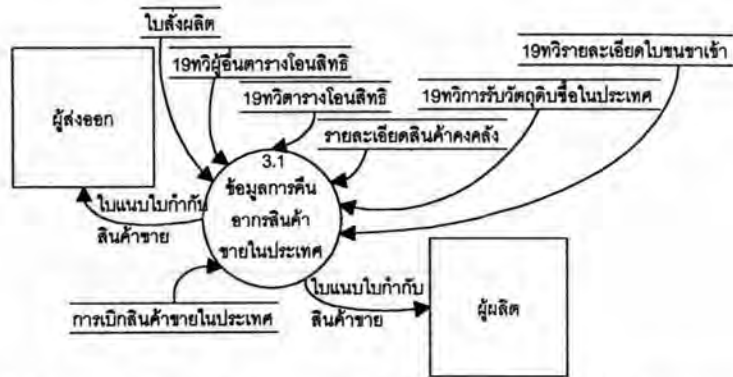 ใบสั่งผลิต
19ทวิรายละเอียดใบขนขาเข้า
19ทวิผู้อื่นตารางโอนสิทธิ
19ทวิตารางโอนสิทธิ
19ทวิการรับวัตถุดิบซื้อในประเทศ
ผู้ส่งออก
รายละเอียดสินค้าคงคลัง
3.1
ข้อมูลการคืน
อากรสินค้า
ขายในประเทศ
ใบแนบใบกำกับ
สินค้าขาย
ใบแนบใบกำกับ
สินค้าขาย
การเบิกสินค้าขายในประเทศ
ผู้ผลิต